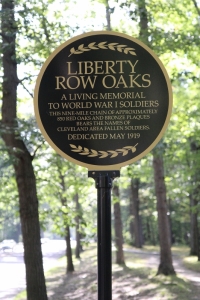 LIBERTY
ROW OAKS
A LIVING MEMORIAL
TO WORLD WAR I SOLDIERS
THIS NINE-MILE CHAIN OF APPROXIMATELY
850 RED OAKS AND BRONZE PLAQUES
BEARS THE NAMES OF
CLEVELAND AREA FALLEN SOLDIERS
DEDICATED MAY 1919